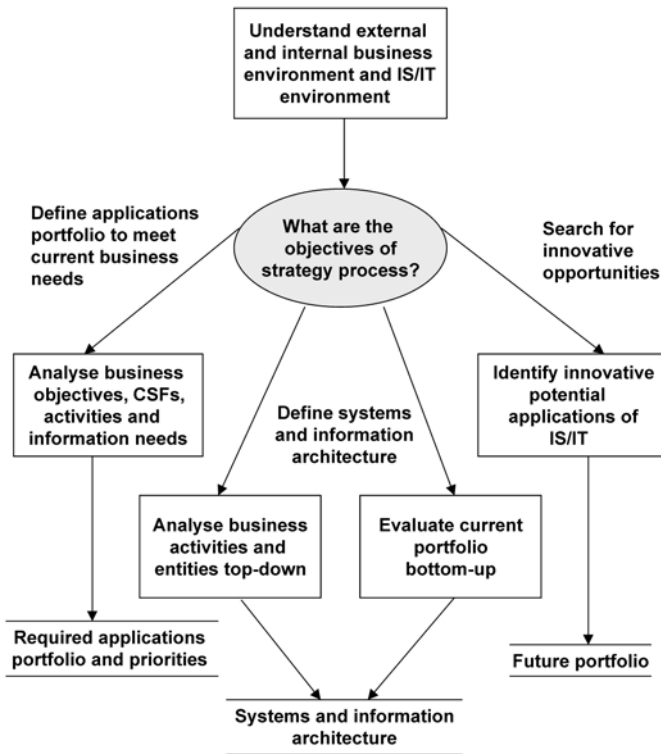 Understand external
and internal business
environment and IS/IT
environment
Define applications
portfolio to meet
current business
needs
What are the
objectives of
strategy process?
Search for
innovative
opportunities
Analyse business
objectives, CSFs,
activities and
information needs
Define systems
and information
architecture
Identify innovative
potential
applications of
IS/IT
Analyse business
activities and
entities top-down
Evaluate current
portfolio
bottom-up
Required applications
portfolio and priorities
Future portfolio
Systems and information
architecture